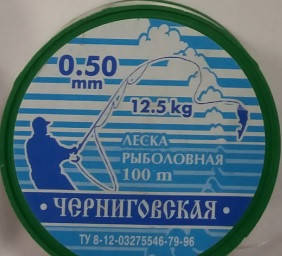 0.50
mm
12.5 kg
ЛЕСКА
РЫБОЛОВНАЯ
100 m
· ЧЕРНИГОВСКАЯ ·
ТУ 8-12-03275546-79-96